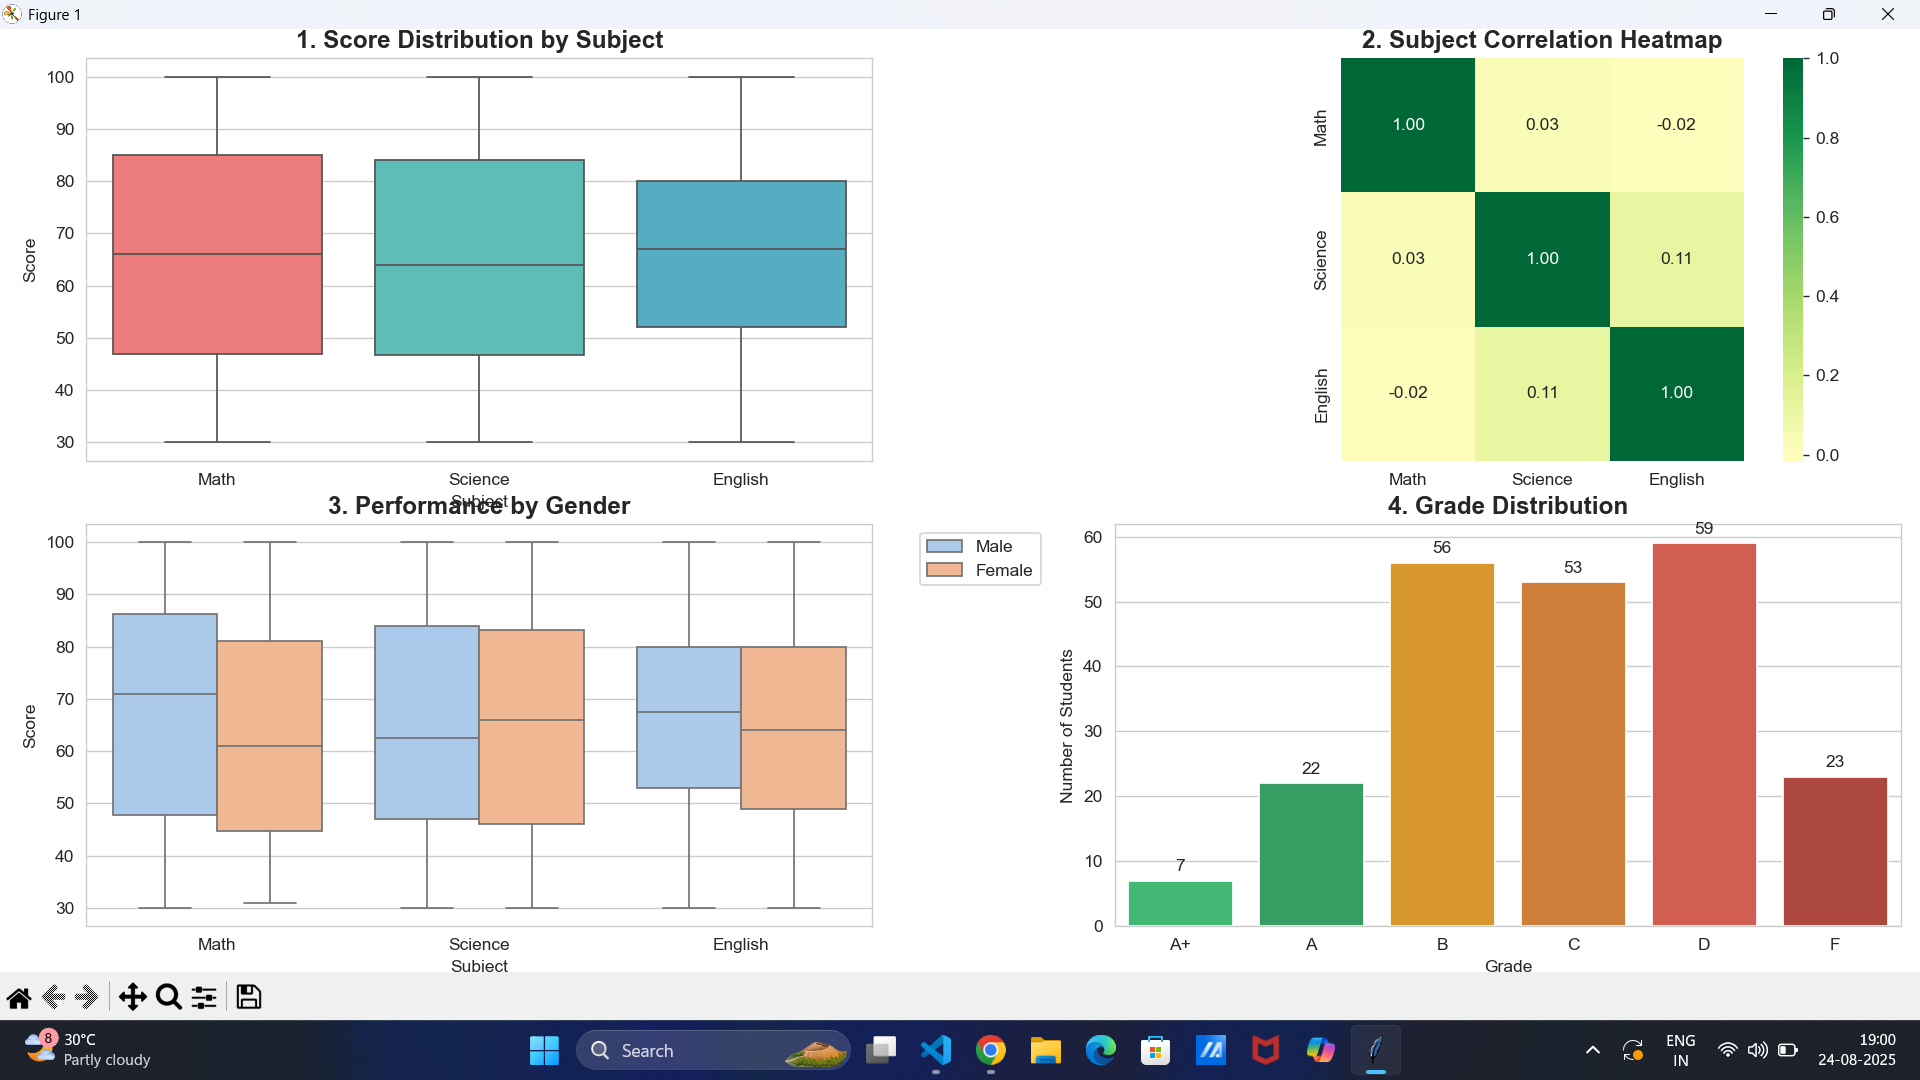 Figure 1
1. Score Distribution by Subject
100
90
80
70
60
50
40
30
Score
Math
Science
English
Subject
2. Subject Correlation Heatmap
Math
Science
English
1.00
0.03
-0.02
0.03
1.00
0.11
-0.02
0.11
1.00
Math
Science
English
1.0
0.8
0.6
0.4
0.2
0.0
3. Performance by Gender
100
90
80
70
60
50
40
30
Score
Math
Science
English
Subject
Male
Female
4. Grade Distribution
60
50
40
30
20
10
0
Number of Students
7
22
56
53
59
23
A+
A
B
C
D
F
Grade
8
30°C
Partly cloudy
Search
ENG
IN
19:00
24-08-2025